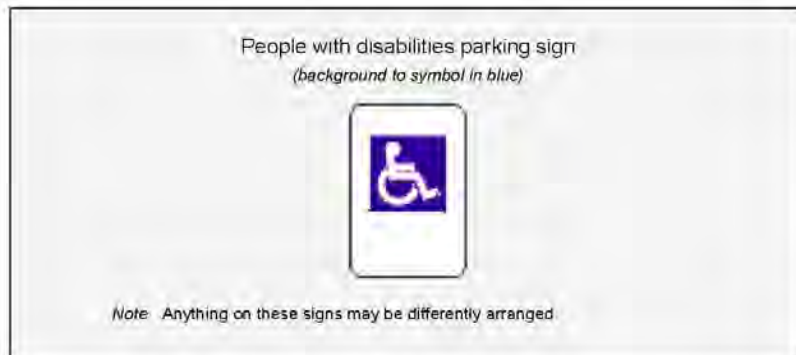 People with disabilities parking sign
(background to symbol in blue)
Note Anything on these signs may be differently arranged